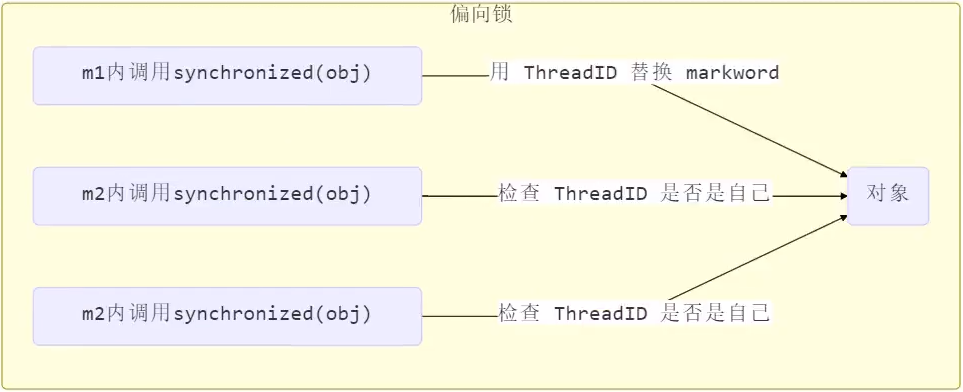 偏向锁
m1内调用synchronized(obj)
用 ThreadID 替换 markword
m2内调用synchronized(obj)
检查 ThreadID 是否是自己
对象
m2内调用synchronized(obj)
检查 ThreadID 是否是自己